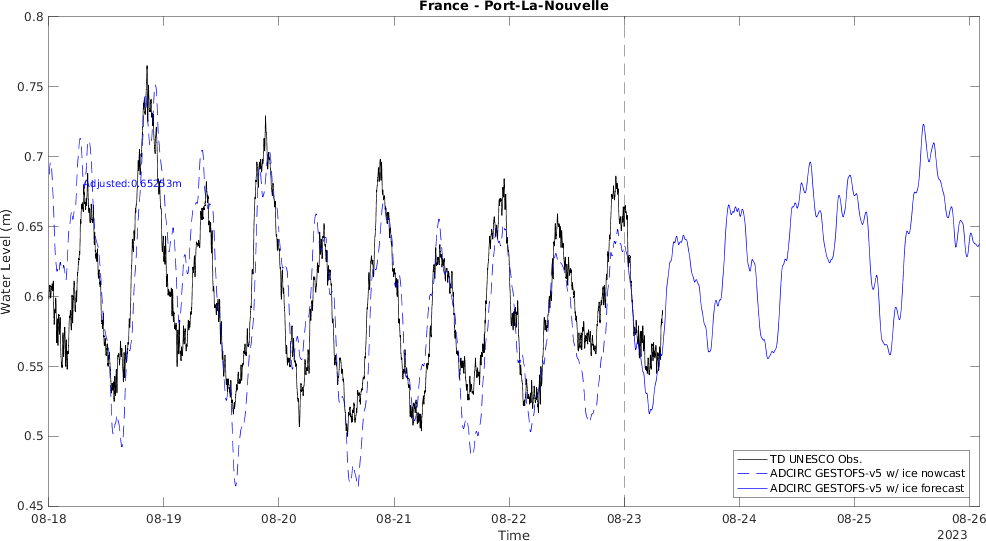 France - Port-La-Nouvelle
0.8
0.75
0.7
0.65
0.6
0.55
0.5
0.45
Water Level (m)
Adjusted:0.65253m
TD UNESCO Obs.
ADCIRC GESTOFS-v5 w/ ice nowcast
ADCIRC GESTOFS-v5 w/ ice forecast
08-18 08-19 08-20 08-21 08-22 08-23 08-24 08-25 08-26
Time
2023